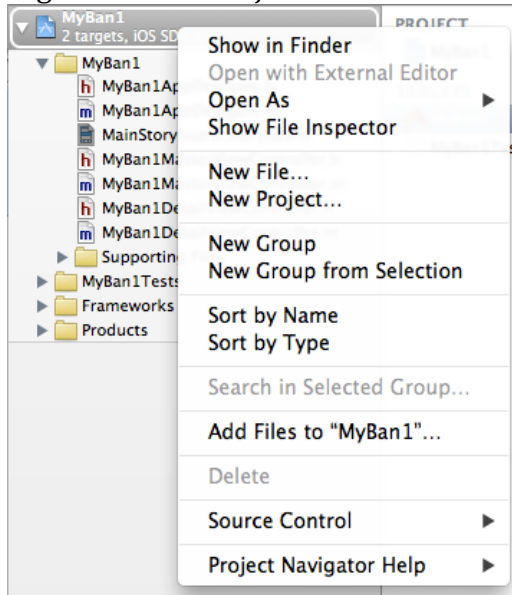 MyBan1
2 targets, iOS SD
PROJECT
MyBan1
h MyBan1Ap
m MyBan1Ap
MainStory
h MyBan1Ma
m MyBan1Ma
h MyBan1De
m MyBan1De
Supporting
MyBan1Tests
Frameworks
Products
Show in Finder
Open with External Editor
Open As
Show File Inspector
New File...
New Project...
New Group
New Group from Selection
Sort by Name
Sort by Type
Search in Selected Group...
Add Files to “MyBan1”...
Delete
Source Control
Project Navigator Help